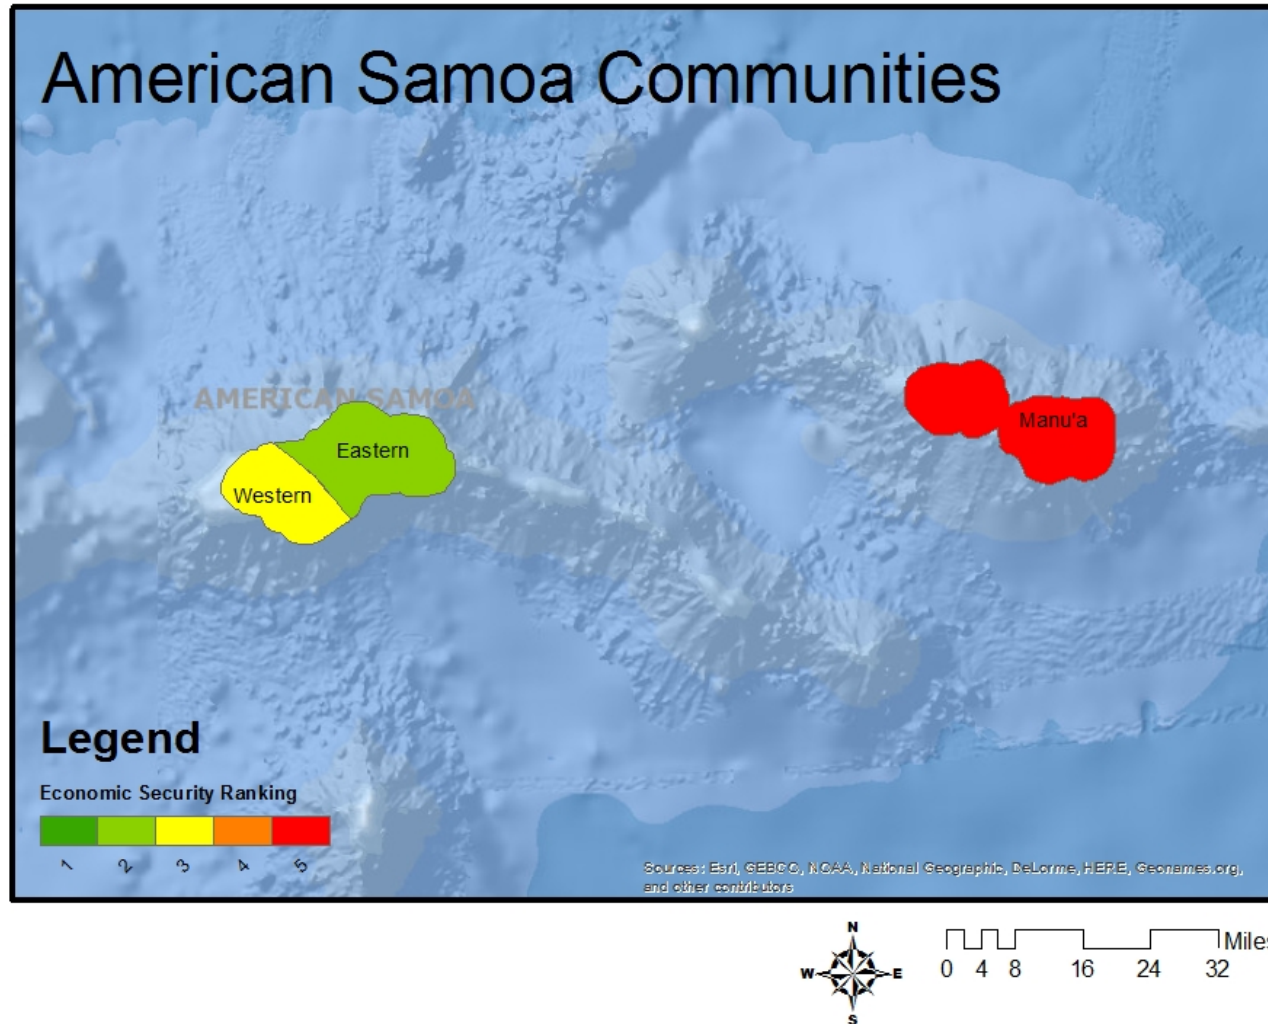 American Samoa Communities
AMERICAN SAMOA
Eastern
Western
Manu'a
Legend
Economic Security Ranking
1 2 3 4 5
Sources: Esri, GEBCO, NOAA, National Geographic, DeLorme, HERE, Geonames.org,
and other contributors
N
W E
S
Miles
0 4 8 16 24 32